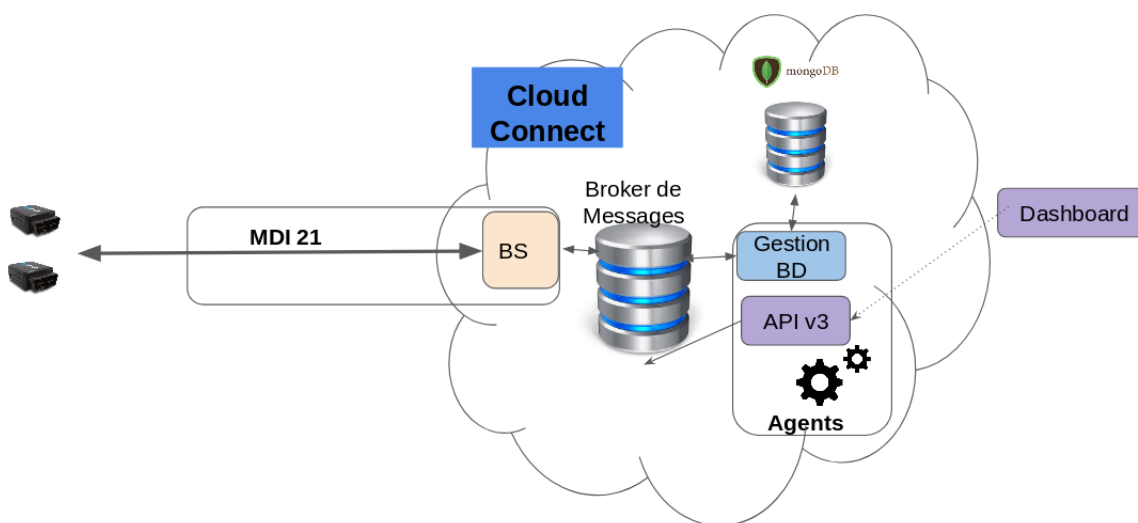 mongoDB
Cloud
Connect
Broker de
Messages
Dashboard
MDI 21
BS
Gestion
BD
API v3
Agents